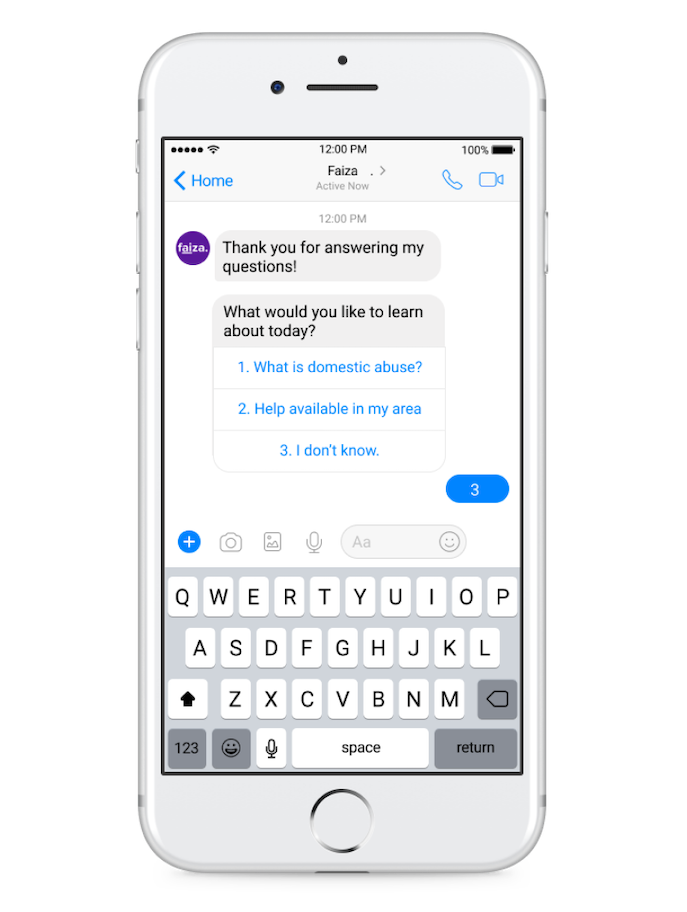 12:00 PM
100%
Home
Faiza . >
Active Now
12:00 PM
faiza.
Thank you for answering my
questions!
What would you like to learn
about today?
1. What is domestic abuse?
2. Help available in my area
3. I don’t know.
3
Aa
Q W E R T Y U I O P
A S D F G H J K L
Z X C V B N M
123 space return